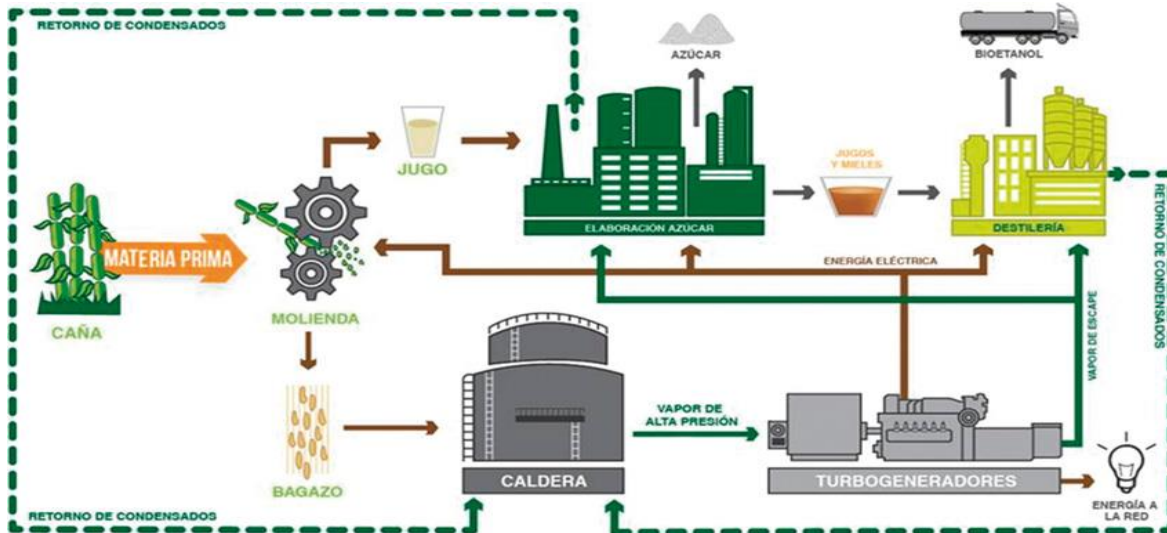 RETORNO DE CONDENSADOS
AZÚCAR
BIOETANOL
JUGO
JUGOS
Y MIELES
MATERIA PRIMA
CAÑA
MOLIENDA
ELABORACIÓN AZÚCAR
DESTILERÍA
ENERGÍA ELÉCTRICA
RETORNO DE CONDENSADOS
VAPOR DE ESCAPE
BAGAZO
CALDERA
VAPOR DE
ALTA PRESIÓN
TURBOGENERADORES
ENERGÍA A
LA RED
RETORNO DE CONDENSADOS